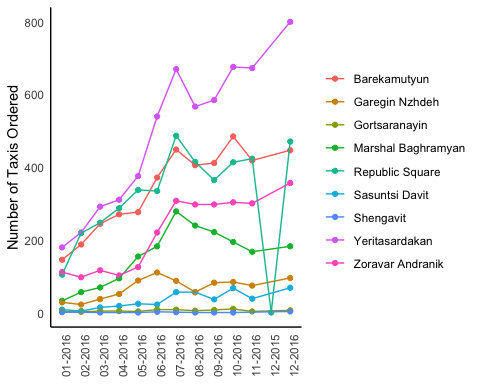 Number of Taxis Ordered
800
600
400
200
0
01-2016
02-2016
03-2016
04-2016
05-2016
06-2016
07-2016
08-2016
09-2016
10-2016
11-2016
12-2015
12-2016
Barekamutyun
Garegin Nzhdeh
Gortsaranayin
Marshal Baghramyan
Republic Square
Sasuntsi Davit
Shengavit
Yeritasardakan
Zoravar Andranik